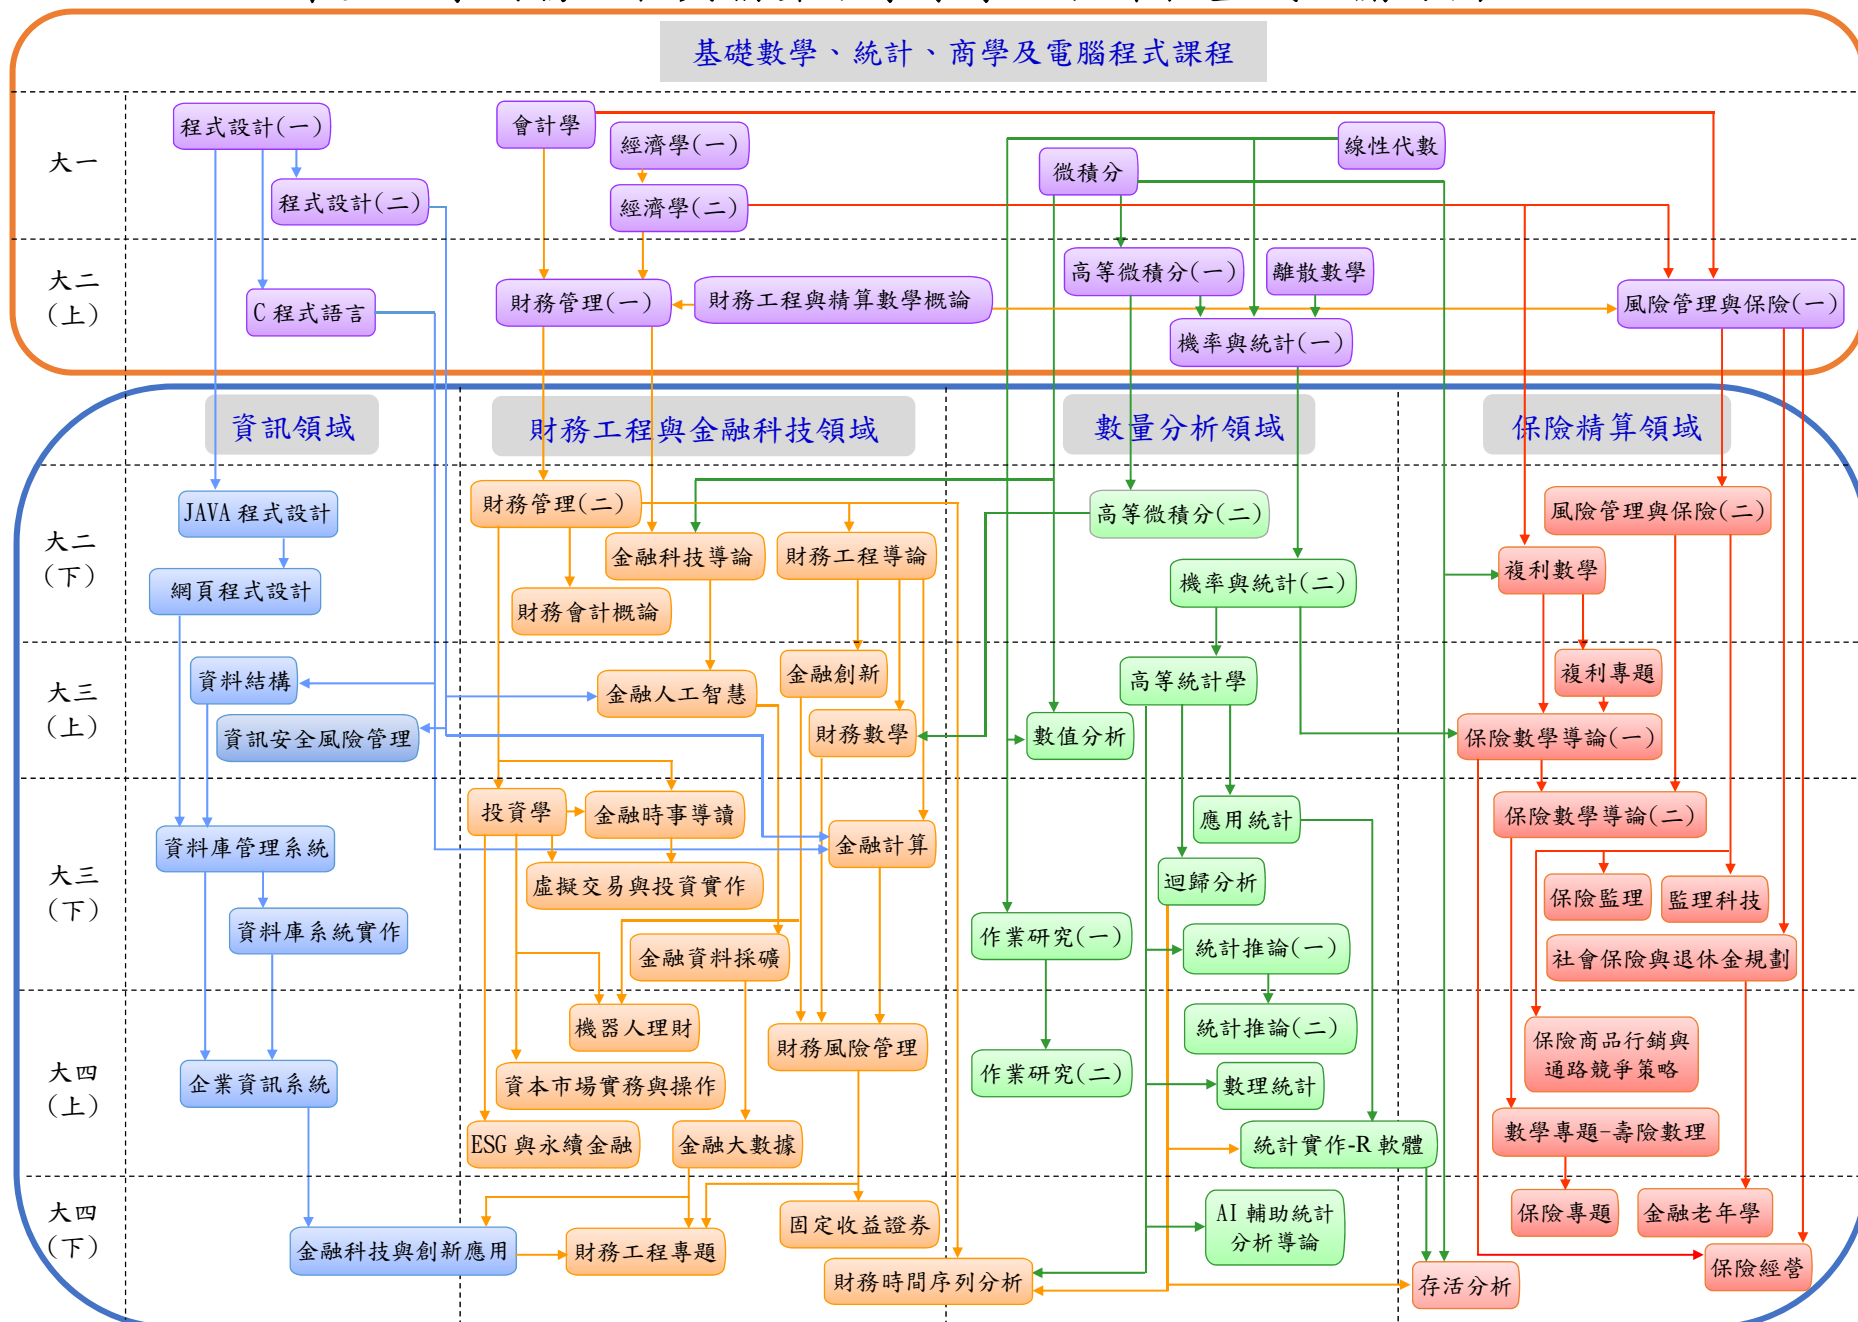 基礎數學、統計、商學及電腦程式課程
大一
程式設計(一)
會計學
經濟學(一)
線性代數
微積分
程式設計(二)
經濟學(二)
大二
(上)
高等微積分(一)
離散數學
C 程式語言
財務管理(一)
財務工程與精算數學概論
風險管理與保險(一)
機率與統計(一)
資訊領域
財務工程與金融科技領域
數量分析領域
保險精算領域
大二
(下)
JAVA 程式設計
財務管理(二)
高等微積分(二)
風險管理與保險(二)
金融科技導論
財務工程導論
網頁程式設計
機率與統計(二)
複利數學
財務會計概論
大三
(上)
資料結構
金融人工智慧
金融創新
高等統計學
複利專題
資訊安全風險管理
財務數學
數值分析
保險數學導論(一)
大三
(下)
投資學
金融時事導讀
應用統計
保險數學導論(二)
資料庫管理系統
金融計算
虛擬交易與投資實作
迴歸分析
保險監理
監理科技
資料庫系統實作
金融資料採礦
作業研究(一)
統計推論(一)
社會保險與退休金規劃
大四
(上)
機器人理財
財務風險管理
統計推論(二)
保險商品行銷與
通路競爭策略
企業資訊系統
資本市場實務與操作
作業研究(二)
數理統計
ESG 與永續金融
金融大數據
統計實作-R 軟體
數學專題-壽險數理
大四
(下)
固定收益證券
AI 輔助統計
分析導論
保險專題
金融老年學
金融科技與創新應用
財務工程專題
財務時間序列分析
存活分析
保險經營